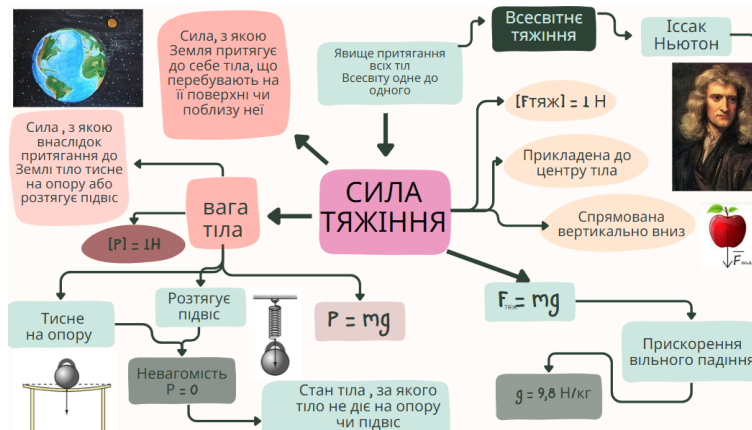 Сила, з якою
Земля притягує
до себе тіла, що
перебувають на
її поверхні чи
поблизу неї
Явище притягання
всіх тіл
Всесвіту одне до
одного
Всесвітнє
тяжіння
Іссак
Ньютон
Сила , з якою
внаслідок
притягання до
Землі тіло тисне
на опору або
розтягує підвіс
[Fтяж] = 1 Н
Прикладена до
центру тіла
Спрямована
вертикально вниз
СИЛА
ТЯЖІННЯ
вага
тіла
[P] = 1Н
Тисне
на опору
Розтягує
підвіс
P = mg
Fтяж = mg
Прискорення
вільного падіння
g = 9,8 Н/кг
Невагомість
P = 0
Стан тіла , за якого
тіло не діє на опору
чи підвіс
F